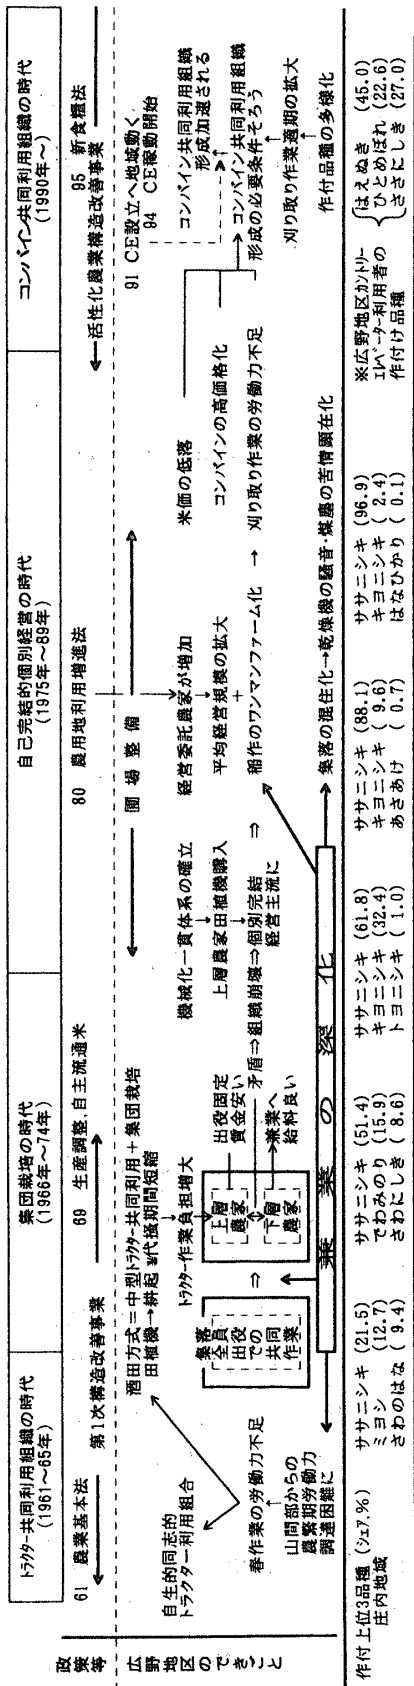 トラクター共同利用組織の時代
(1961～65年)
集団栽培の時代
(1966年～74年)
自己完結的個別経営の時代
(1975年～89年)
コンバイン共同利用組織の時代
(1990年～)
政策等
61 農業基本法
第1次構造改善事業
69 生産調整,自主流通米
80 農用地利用増進法
95 新食糧法
活性化農業構造改善事業
広野地区のできごと
自生的同志的
トラクター利用組合
春作業の労働力不足
山間部からの
農繁期労働力
調達困難に
酒田方式=中型トラクター共同利用+集団栽培
田植機→耕起・代掻期間短縮
トラクター作業負担増大
集落
全員
出役
での
共同
作業
⇒
上層
農家
下層
農家
出役固定
賃金安い
矛盾⇒組織崩壊⇒個別完結
経営主流に
兼業へ
給料良い
兼業の深化
圃場整備
機械化一貫体系の確立
上層農家田植機購入
⇒
経営委託農家が増加
平均経営規模の拡大
+
稲作のワンマンファーム化 → 刈り取り作業の労働力不足
米価の低落
コンバインの高価格化
集落の混住化→乾燥機の騒音・煤塵の苦情顕在化
91 CE設立へ地域動く
94 CE稼動開始
コンバイン共同利用組織
形成加速される
コンバイン共同利用組織
形成の必要条件そろう
刈り取り作業適期の拡大
作付品種の多様化
作付上位3品種 (シェア.%)
庄内地域
ササニシキ (21.5)
ミヨシ (12.7)
さわのはな ( 9.4)
ササニシキ (51.4)
でわみのり (15.9)
さわにしき ( 8.6)
ササニシキ (61.8)
キヨニシキ (32.4)
トヨニシキ ( 1.0)
ササニシキ (88.1)
キヨニシキ ( 9.6)
あさあけ ( 0.7)
ササニシキ (96.9)
キヨニシキ ( 2.4)
はなひかり ( 0.1)
※広野地区カントリー
エレベーター利用者の
作付け品種
はえぬき (45.0)
ひとめぼれ (22.6)
ささにしき (27.0)